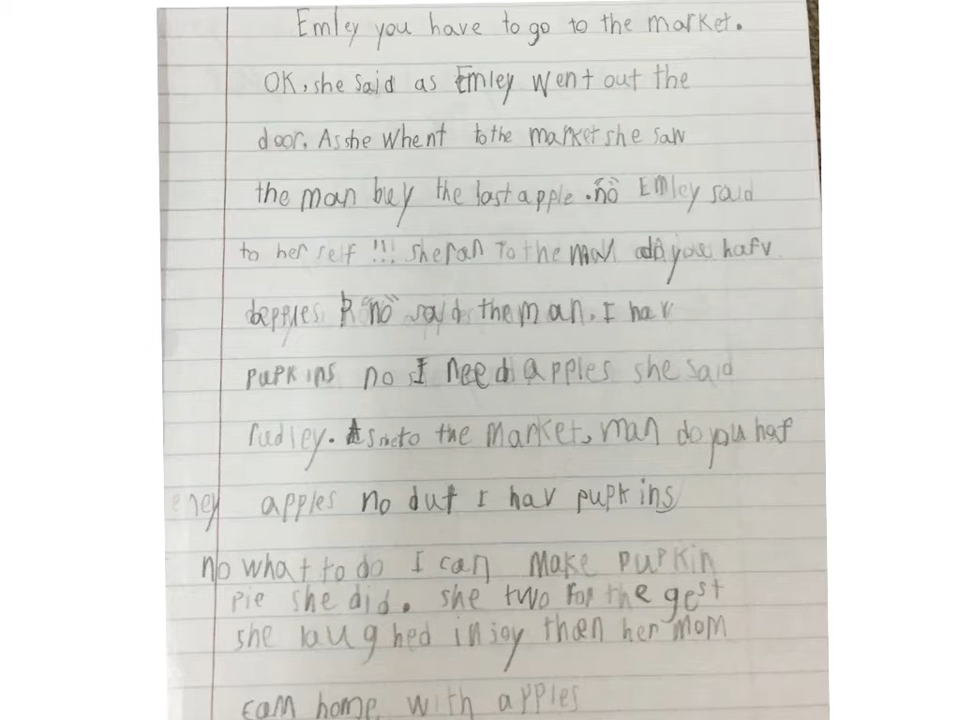 Emley you have to go to the market.
OK, she said as Emley went out the
door. As she whent to the market she saw
the man buy the last apple. "no" Emley said
to her self !!! she ran To the man do you hafv
"no" said the man. I hav
pupkins no I need apples she said
rudley. to the market, man do you haf
eney apples no dut I hav pupkins
no what to do I can make pupkin
pie she did. she two for the gest
she laughed in joy then her mom
cam home with apples